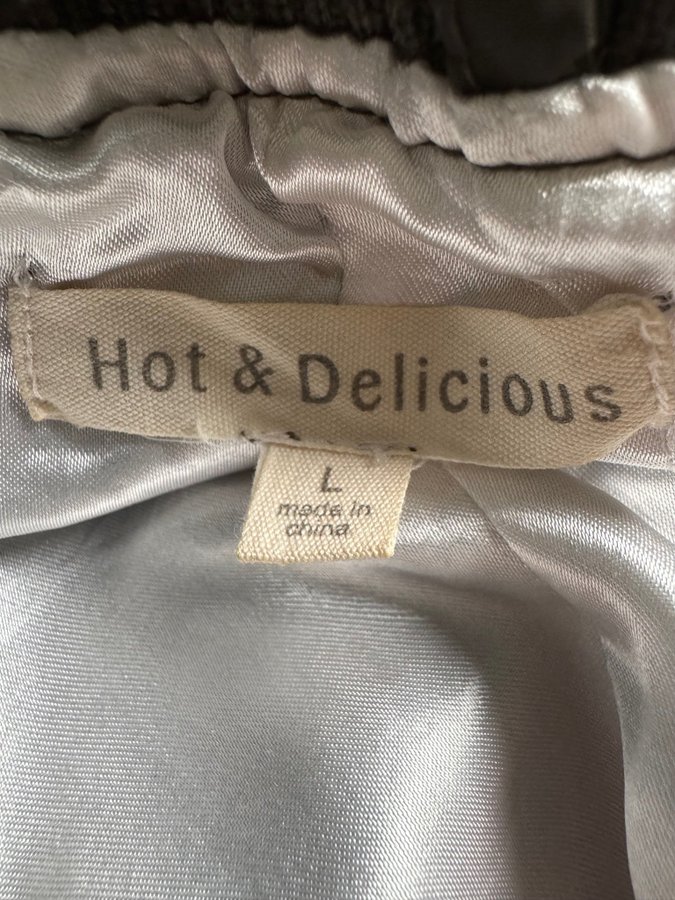 Hot & Delicious
L
made in
china